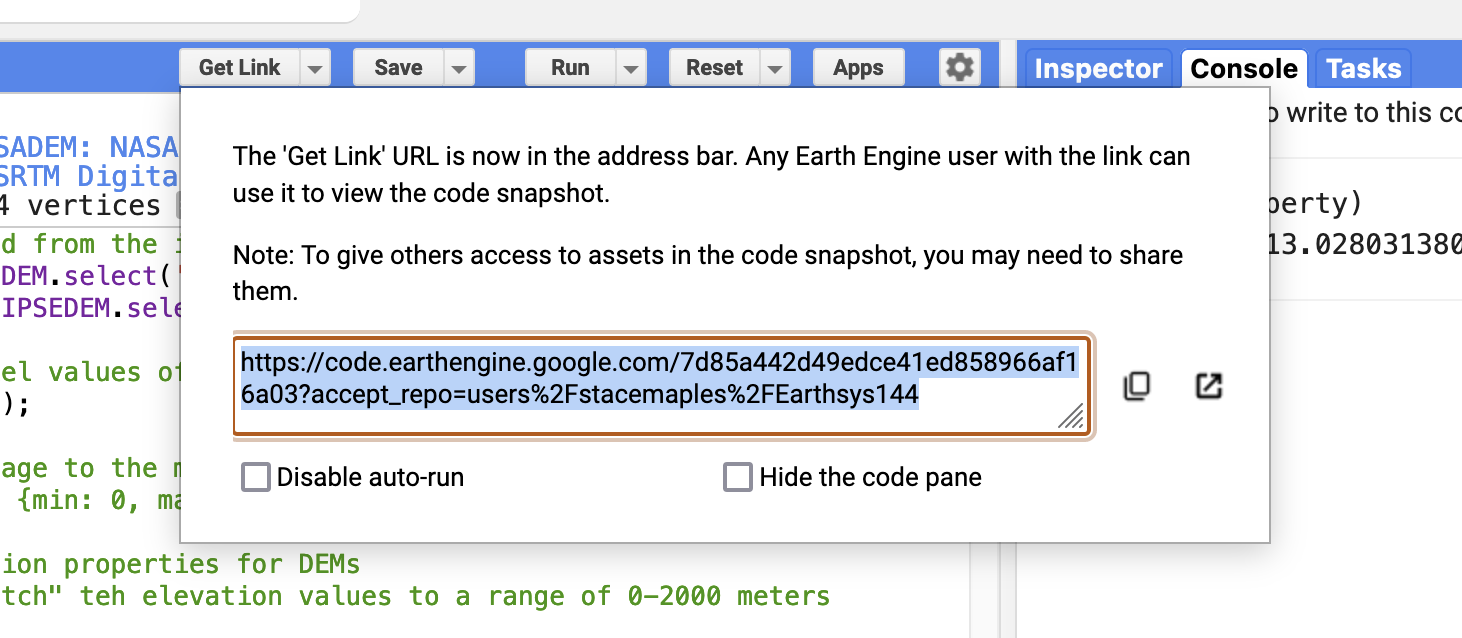 Get Link
Save
Run
Reset
Apps
Inspector
Console
Tasks
The 'Get Link' URL is now in the address bar. Any Earth Engine user with the link can
use it to view the code snapshot.
Note: To give others access to assets in the code snapshot, you may need to share
them.
https://code.earthengine.google.com/7d85a442d49edce41ed858966af1
6a03?accept_repo=users%2Fstacemaples%2FEarthsys144
Disable auto-run
Hide the code pane
SADEM: NASA
SRTM Digita
4 vertices
d from the i
DEM.select("
IPSEDEM.sele
el values of
);
age to the m
{min: 0, ma
ion properties for DEMs
tch" teh elevation values to a range of 0-2000 meters
o write to this co
perty)
13.028031380